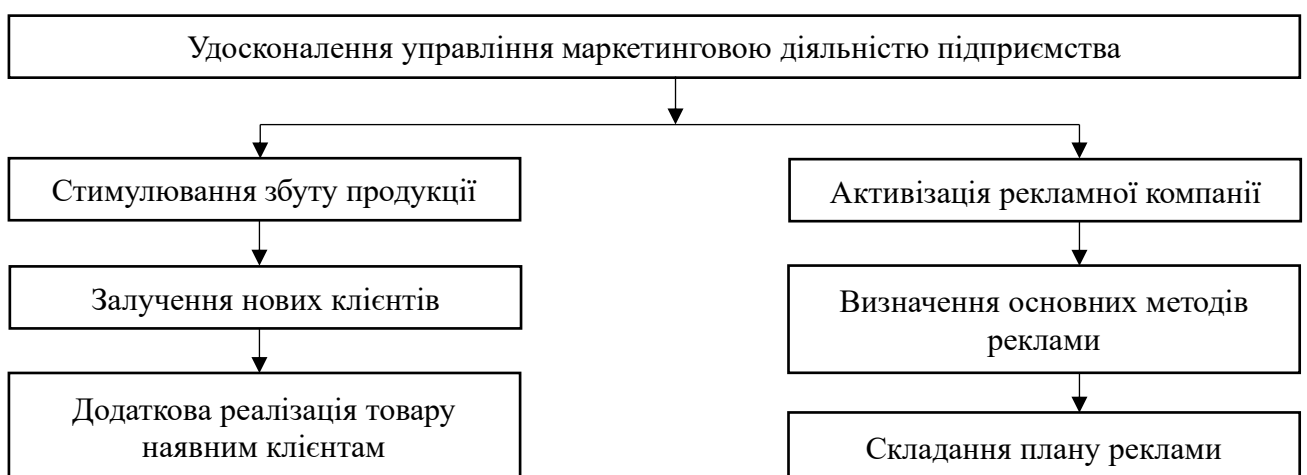 Удосконалення управління маркетинговою діяльністю підприємства
Стимулювання збуту продукції
Активізація рекламної компанії
Залучення нових клієнтів
Визначення основних методів
реклами
Додаткова реалізація товару
наявним клієнтам
Складання плану реклами